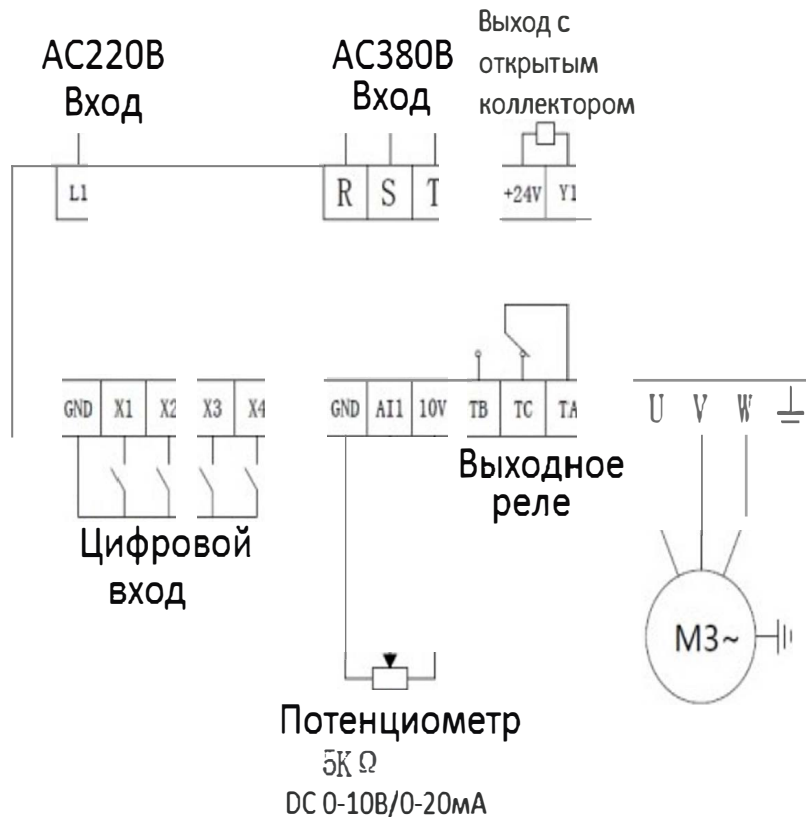 AC220В
Вход
AC380В
Вход
Выход с
открытым
коллектором
L1
R S T
+24V Y1
GND X1 X2 X3 X4
GND AI1 10V
TB TC TA
U V W
Выходное
реле
Цифровой
вход
M3~
Потенциометр
5K Ω
DC 0-10В/0-20мА